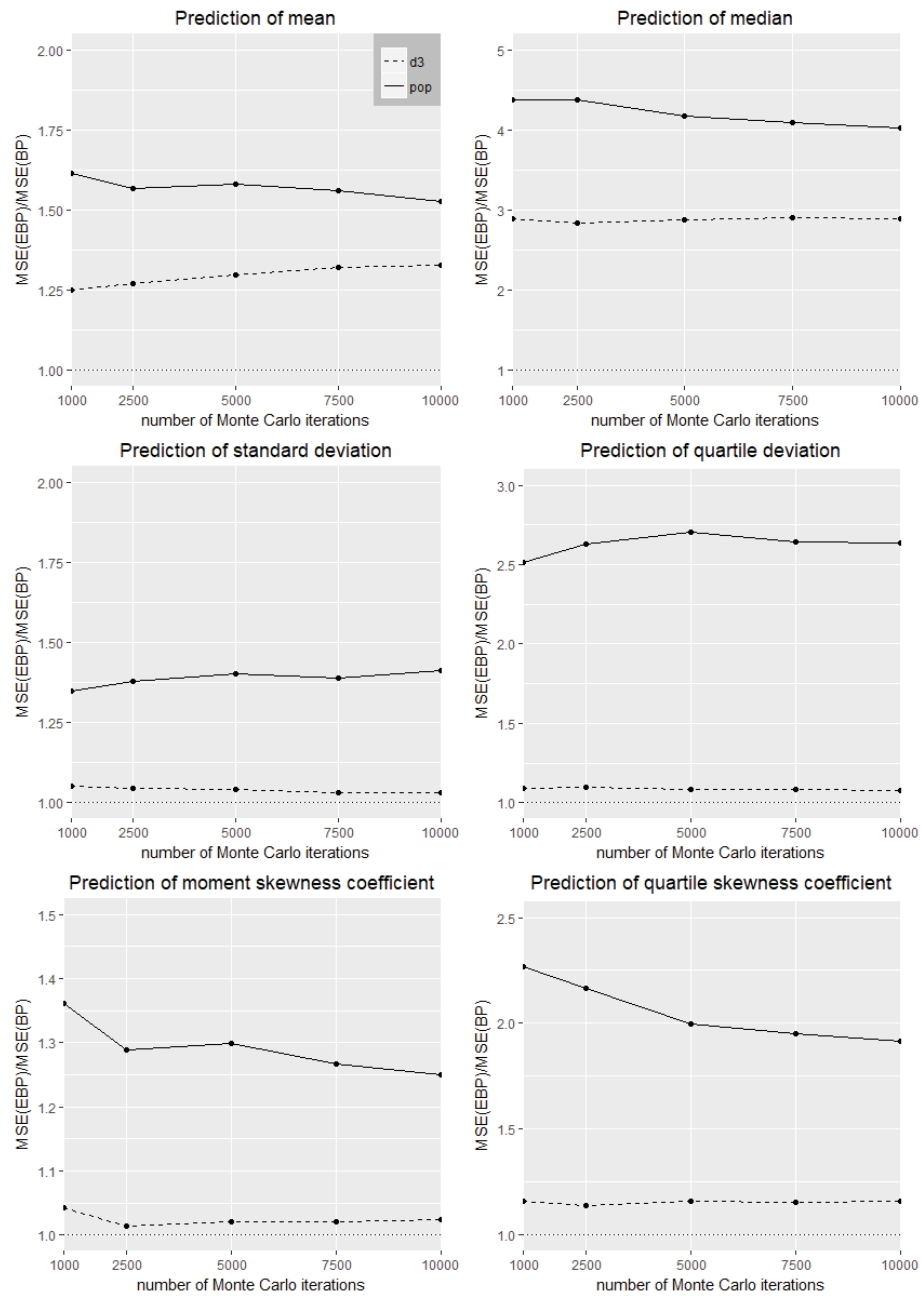 Prediction of mean
MSE(EBP)/MSE(BP)
2.00
1.75
1.50
1.25
1.00
d3
pop
1000 2500 5000 7500 10000
number of Monte Carlo iterations
Prediction of median
MSE(EBP)/MSE(BP)
5
4
3
2
1
1000 2500 5000 7500 10000
number of Monte Carlo iterations
Prediction of standard deviation
MSE(EBP)/MSE(BP)
2.00
1.75
1.50
1.25
1.00
1000 2500 5000 7500 10000
number of Monte Carlo iterations
Prediction of quartile deviation
MSE(EBP)/MSE(BP)
3.0
2.5
2.0
1.5
1.0
1000 2500 5000 7500 10000
number of Monte Carlo iterations
Prediction of moment skewness coefficient
MSE(EBP)/MSE(BP)
1.5
1.4
1.3
1.2
1.1
1.0
1000 2500 5000 7500 10000
number of Monte Carlo iterations
Prediction of quartile skewness coefficient
MSE(EBP)/MSE(BP)
2.5
2.0
1.5
1.0
1000 2500 5000 7500 10000
number of Monte Carlo iterations